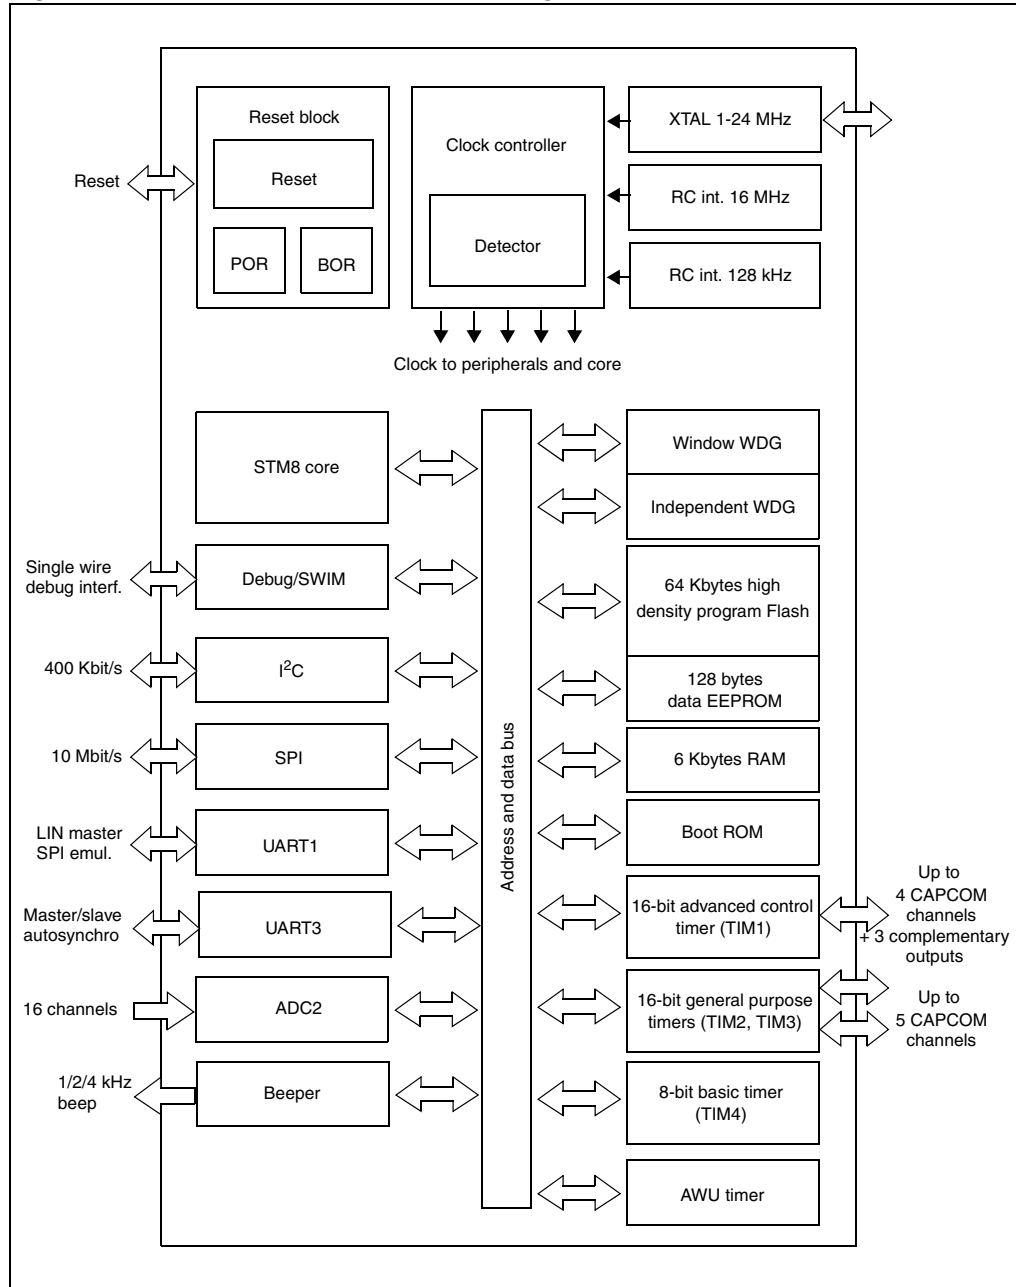 Reset block
Reset
POR
BOR
Reset
Clock controller
Detector
XTAL 1-24 MHz
RC int. 16 MHz
RC int. 128 kHz
Clock to peripherals and core
STM8 core
Single wire
debug interf.
Debug/SWIM
400 Kbit/s
I²C
10 Mbit/s
SPI
LIN master
SPI emul.
UART1
Master/slave
autosynchro
UART3
16 channels
ADC2
1/2/4 kHz
beep
Beeper
Address and data bus
Window WDG
Independent WDG
64 Kbytes high
density program Flash
128 bytes
data EEPROM
6 Kbytes RAM
Boot ROM
16-bit advanced control
timer (TIM1)
Up to
4 CAPCOM
channels
+ 3 complementary
outputs
16-bit general purpose
timers (TIM2, TIM3)
Up to
5 CAPCOM
channels
8-bit basic timer
(TIM4)
AWU timer